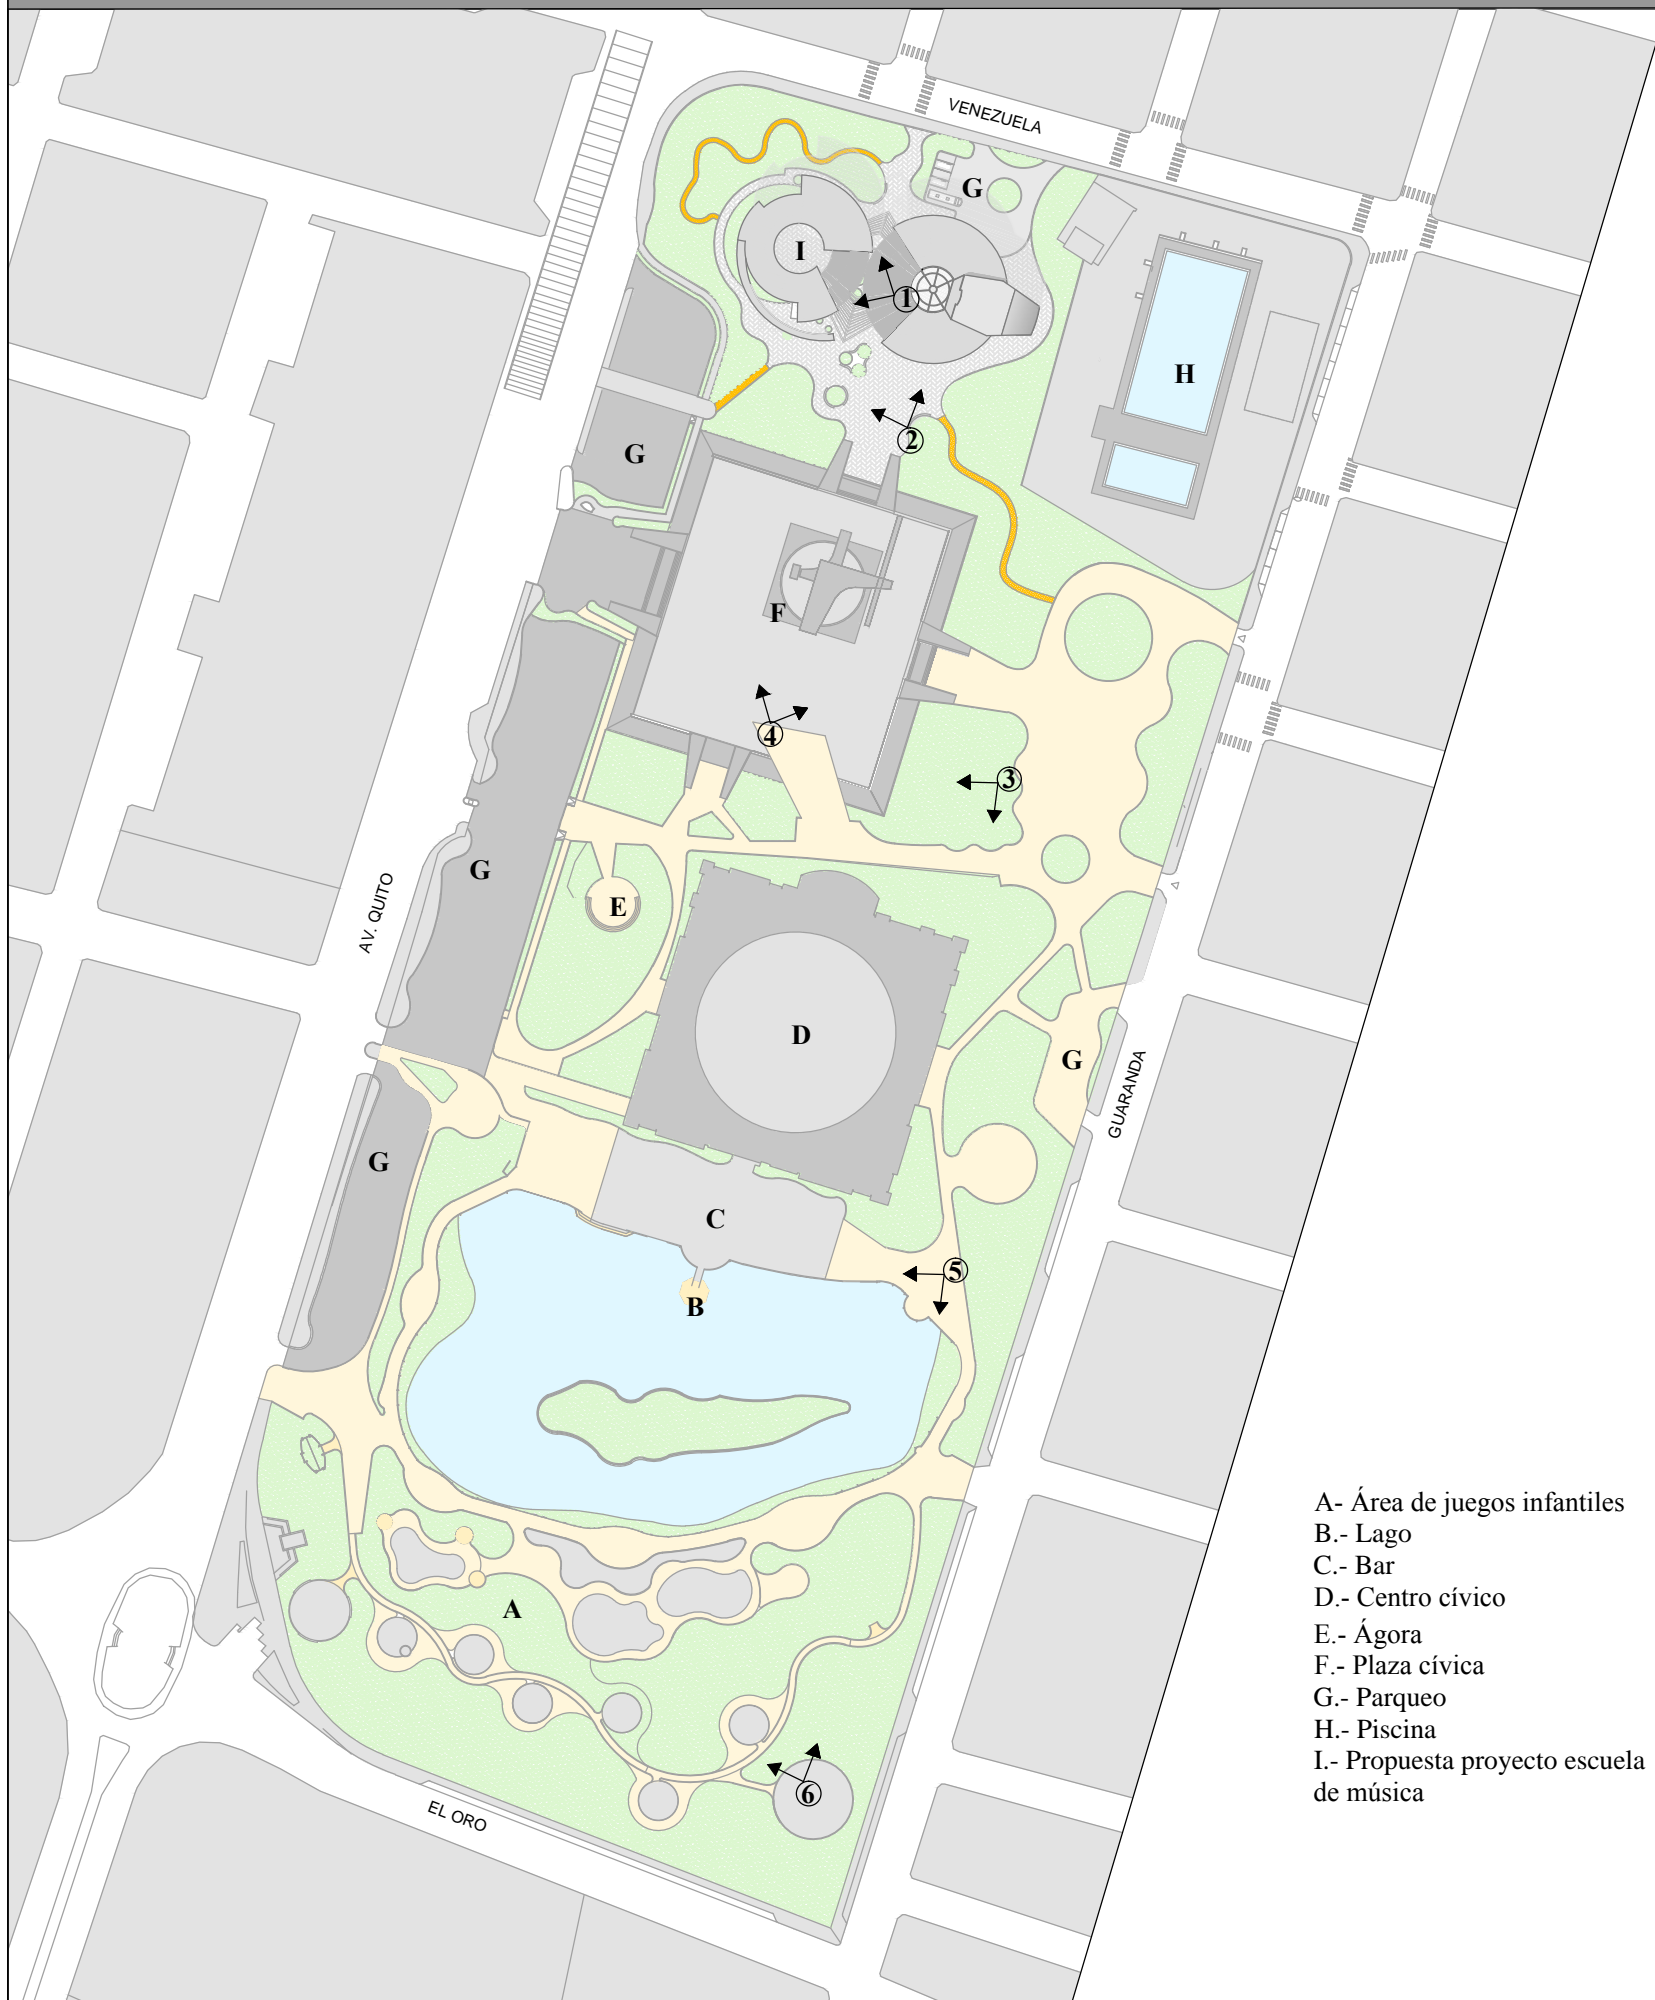 VENEZUELA
G
I
1
H
2
G
F
4
3
G
E
AV. QUITO
D
G
GUARANDA
G
C
5
B
A
6
EL ORO
A- Área de juegos infantiles
B.- Lago
C.- Bar
D.- Centro cívico
E.- Ágora
F.- Plaza cívica
G.- Parqueo
H.- Piscina
I.- Propuesta proyecto escuela
de música